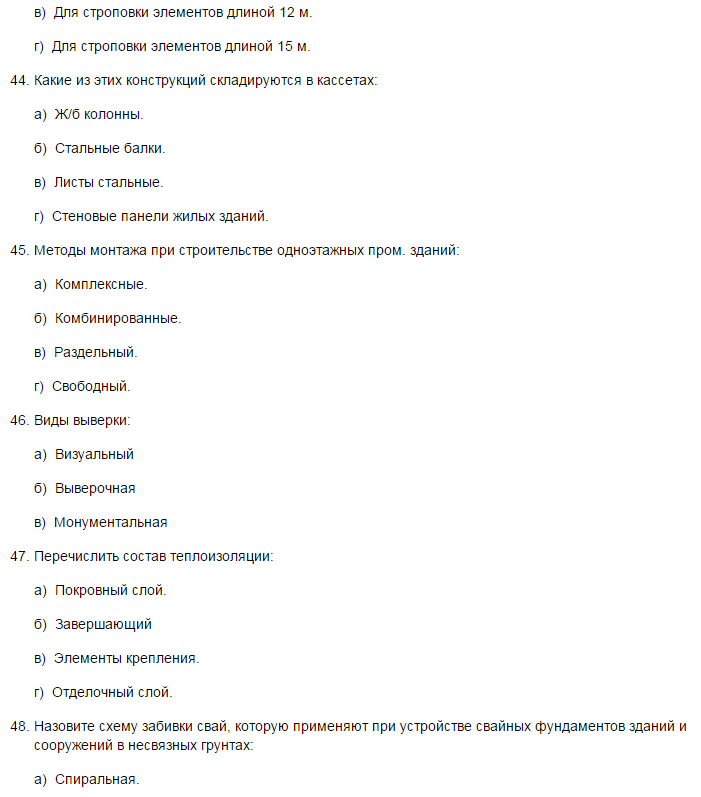 в) Для строповки элементов длиной 12 м.
г) Для строповки элементов длиной 15 м.
44. Какие из этих конструкций складируются в кассетах:
а) Ж/б колонны.
б) Стальные балки.
в) Листы стальные.
г) Стеновые панели жилых зданий.
45. Методы монтажа при строительстве одноэтажных пром. зданий:
а) Комплексные.
б) Комбинированные.
в) Раздельный.
г) Свободный.
46. Виды выверки:
а) Визуальный
б) Выверочная
в) Монументальная
47. Перечислить состав теплоизоляции:
а) Покровный слой.
б) Завершающий
в) Элементы крепления.
г) Отделочный слой.
48. Назовите схему забивки свай, которую применяют при устройстве свайных фундаментов зданий и
сооружений в несвязных грунтах:
а) Спиральная.